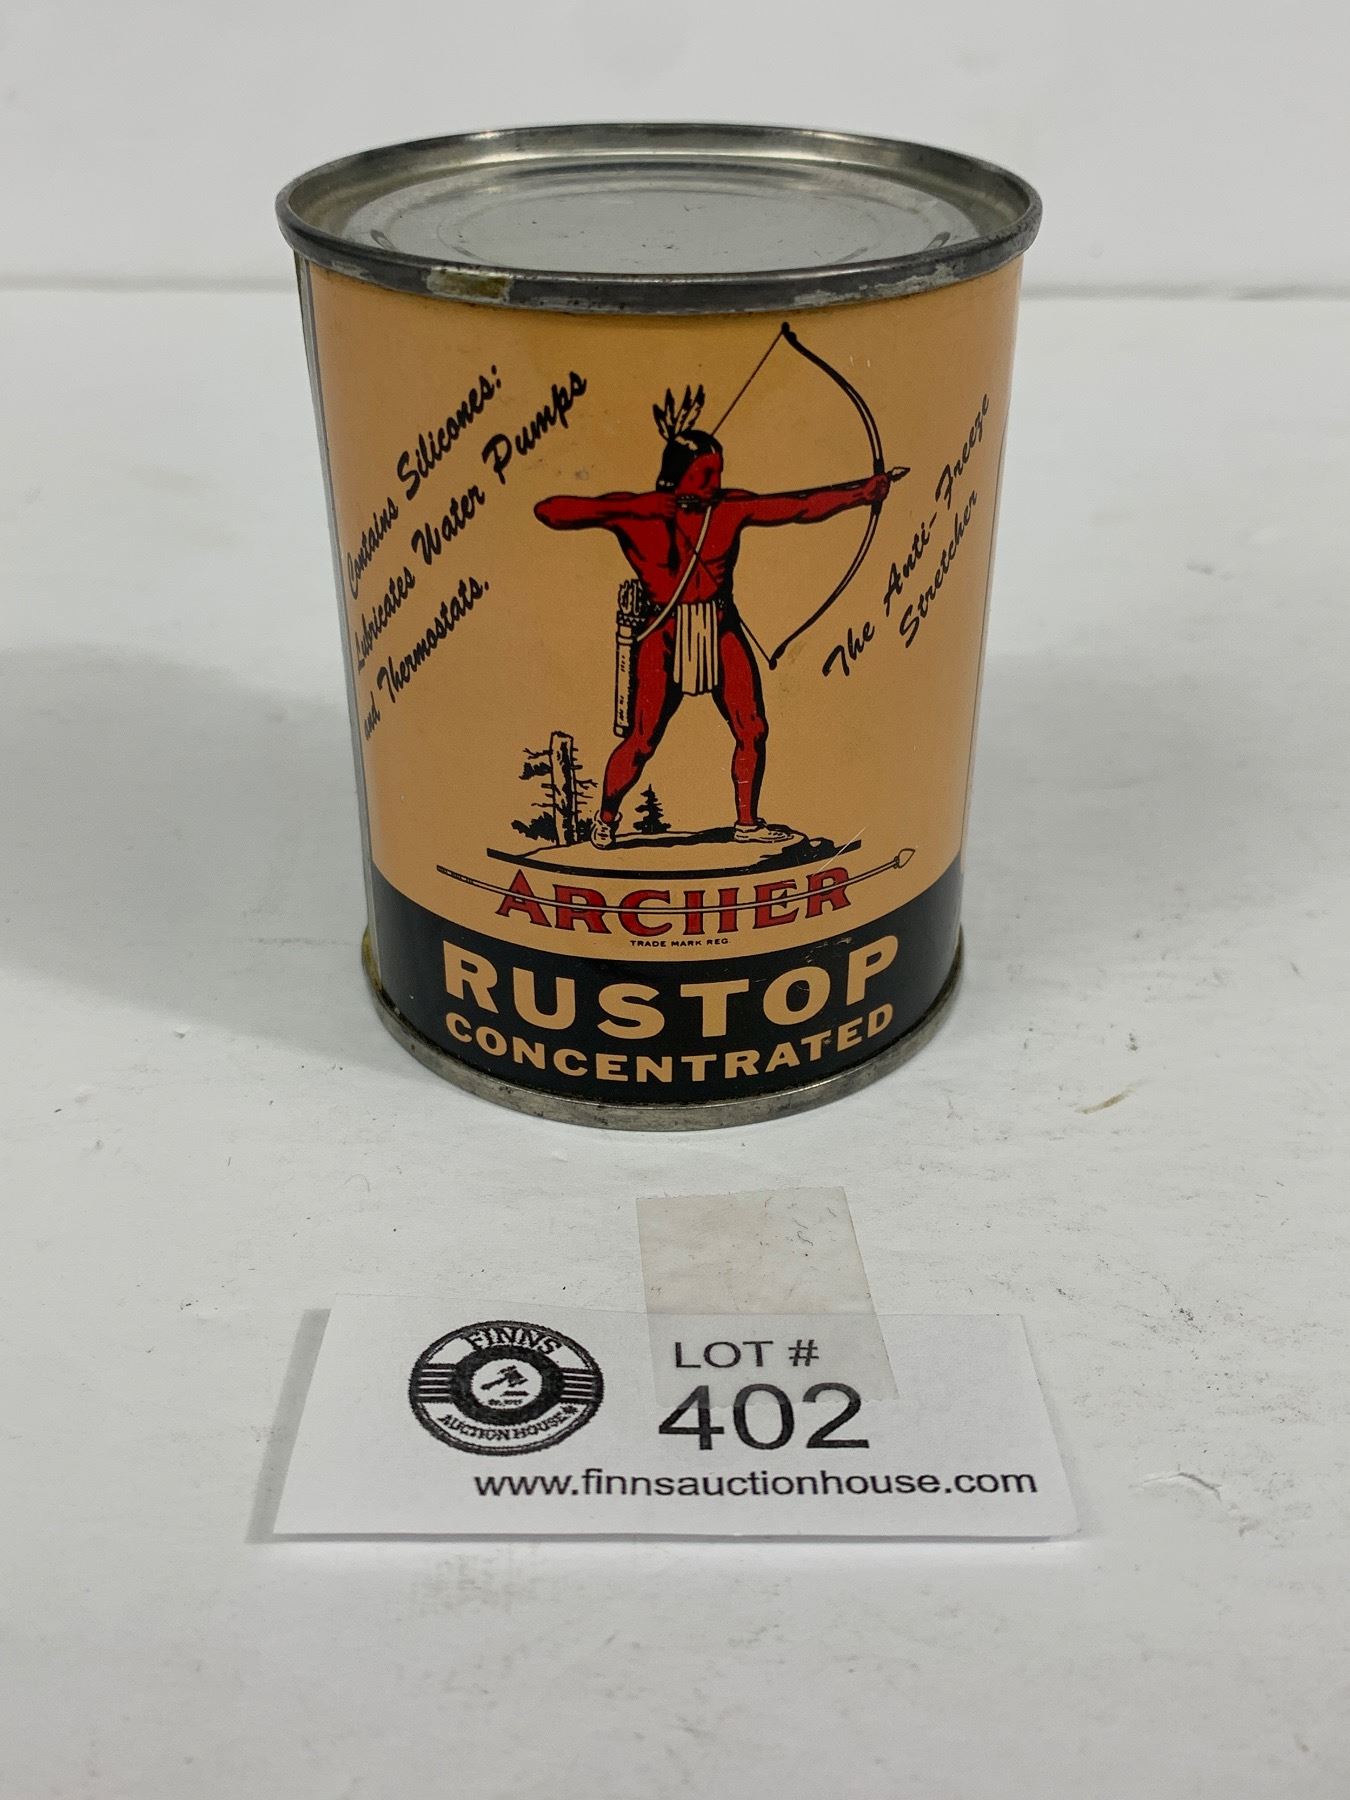 Contains Silicones:
Lubricates Water Pumps
and Thermostats.
The Anti-Freeze
Stretcher
ARCHER
TRADE MARK REG.
RUSTOP
CONCENTRATED
FINNS
AUCTION HOUSE
LOT #
402
www.finnsauctionhouse.com